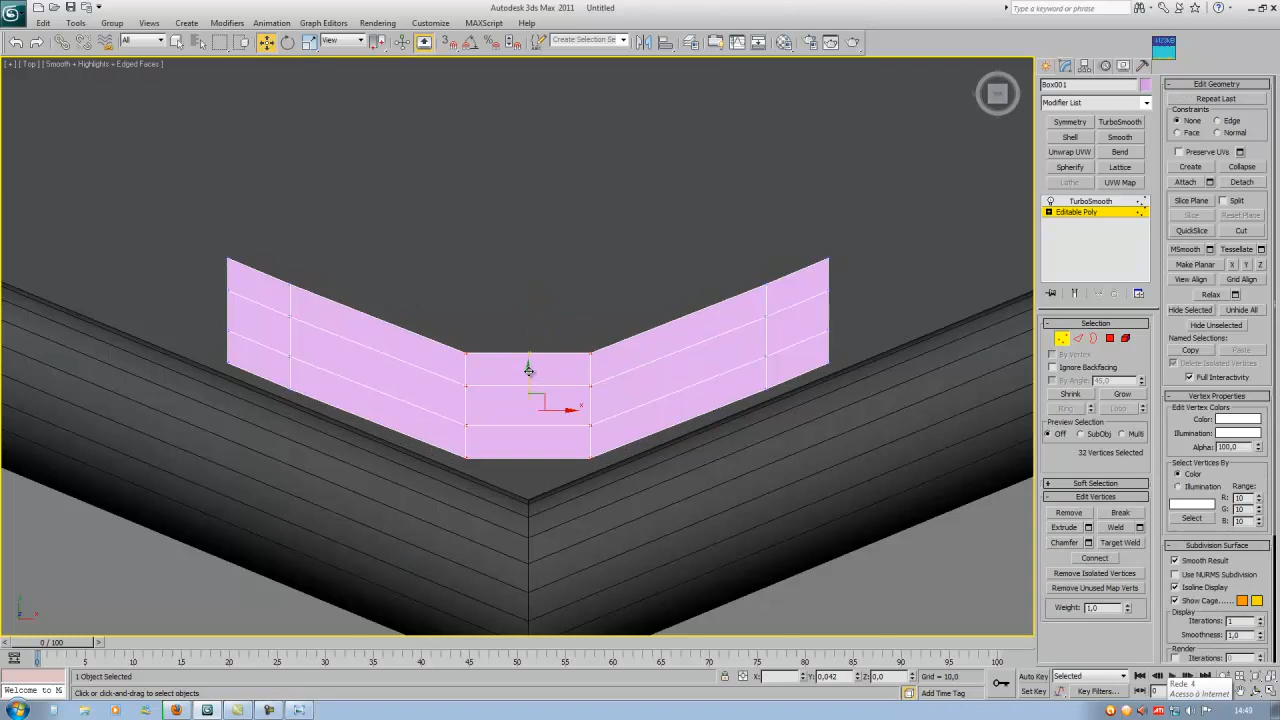 Autodesk 3ds Max 2011 Untitled
Type a keyword or phrase
Edit Tools Group Views Create Modifiers Animation Graph Editors Rendering Customize MAXScript Help
All View Create Selection Se
[ + ] [ Top ] [ Smooth + Highlights + Edged Faces ]
Box001
Modifier List
Symmetry TurboSmooth
Shell Smooth
Unwrap UVW Bend
Spherify Lattice
Lathe UVW Map
TurboSmooth
Editable Poly
Selection
By Vertex
Ignore Backfacing
By Angle: 45,0
Shrink Grow
Ring Loop
Preview Selection
Off SubObj Multi
32 Vertices Selected
Soft Selection
Edit Vertices
Remove Break
Extrude Weld
Chamfer Target Weld
Connect
Remove Isolated Vertices
Remove Unused Map Verts
Weight: 1,0
Edit Geometry
Repeat Last
Constraints
None Edge
Face Normal
Preserve UVs
Create Collapse
Attach Detach
Slice Plane Split
Slice Reset Plane
QuickSlice Cut
MSmooth Tessellate
Make Planar X Y Z
View Align Grid Align
Relax
Hide Selected Unhide All
Hide Unselected
Named Selections:
Copy Paste
Delete Isolated Vertices
Full Interactivity
Vertex Properties
Edit Vertex Colors
Color:
Illumination:
Alpha: 100,0
Select Vertices By
Color Range:
Illumination R: 10
G: 10
Select B: 10
Subdivision Surface
Smooth Result
Use NURMS Subdivision
Isoline Display
Show Cage......
Display
Iterations: 1
Smoothness: 1,0
Render
Iterations: 0
x
0 / 100
0 5 10 15 20 25 30 35 40 45 50 55 60 65 70 75 80 85 90 95 100
1 Object Selected X: Y: 0,042 Z: 0,0 Grid = 10,0 Auto Key Selected
Welcome to M Click or click-and-drag to select objects Add Time Tag Set Key Key Filters... 0
Rede 4
Acesso à Internet
14:49